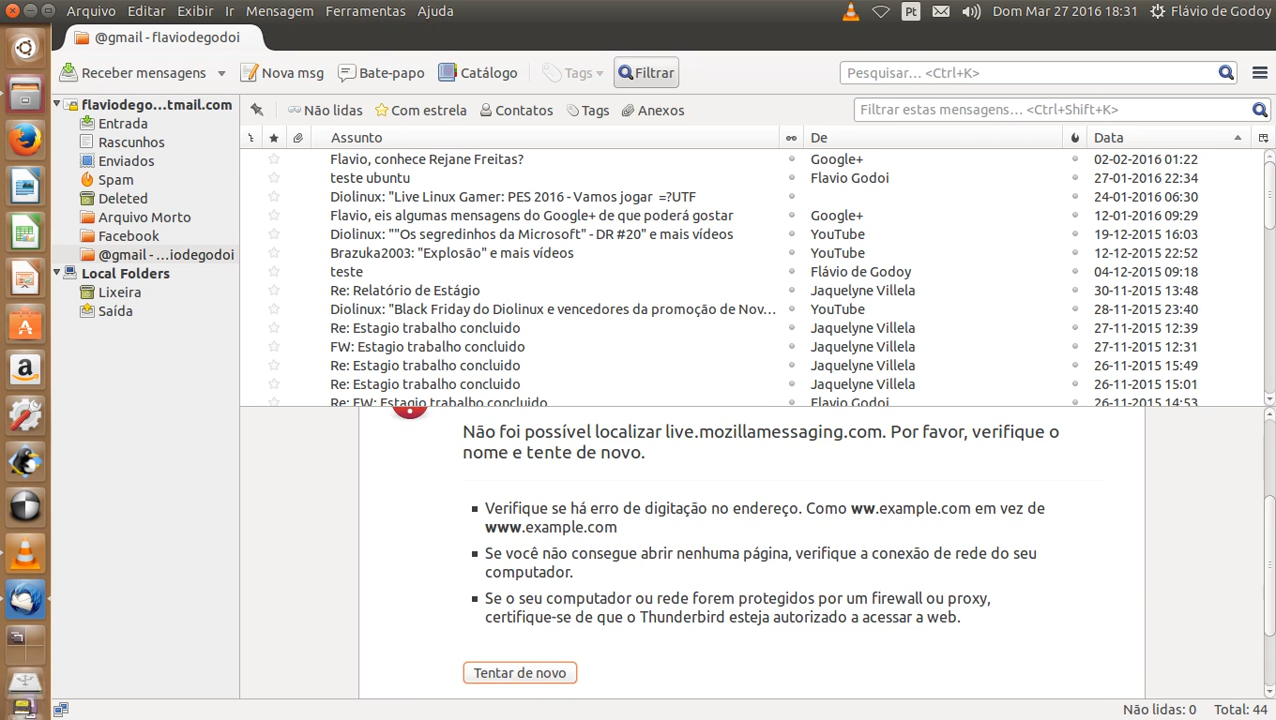 Arquivo Editar Exibir Ir Mensagem Ferramentas Ajuda Pt Dom Mar 27 2016 18:31 Flávio de Godoy
@gmail - flaviodegodoi
Receber mensagens Nova msg Bate-papo Catálogo Tags Filtrar Pesquisar... <Ctrl+K>
flaviodego...tmail.com
Entrada
Rascunhos
Enviados
Spam
Deleted
Arquivo Morto
Facebook
@gmail - ...iodegodoi
Local Folders
Lixeira
Saída
Não lidas Com estrela Contatos Tags Anexos Filtrar estas mensagens... <Ctrl+Shift+K>
Assunto De Data
Flavio, conhece Rejane Freitas? Google+ 02-02-2016 01:22
teste ubuntu Flavio Godoi 27-01-2016 22:34
Diolinux: "Live Linux Gamer: PES 2016 - Vamos jogar =?UTF 24-01-2016 06:30
Flavio, eis algumas mensagens do Google+ de que poderá gostar Google+ 12-01-2016 09:29
Diolinux: ""Os segredinhos da Microsoft" - DR #20" e mais vídeos YouTube 19-12-2015 16:03
Brazuka2003: "Explosão" e mais vídeos YouTube 12-12-2015 22:52
teste Flávio de Godoy 04-12-2015 09:18
Re: Relatório de Estágio Jaquelyne Villela 30-11-2015 13:48
Diolinux: "Black Friday do Diolinux e vencedores da promoção de Nov... YouTube 28-11-2015 23:40
Re: Estagio trabalho concluido Jaquelyne Villela 27-11-2015 12:39
FW: Estagio trabalho concluido Jaquelyne Villela 27-11-2015 12:31
Re: Estagio trabalho concluido Jaquelyne Villela 26-11-2015 15:49
Re: Estagio trabalho concluido Jaquelyne Villela 26-11-2015 15:01
Re: FW: Estagio trabalho concluido Flavio Godoi 26-11-2015 14:53
Não foi possível localizar live.mozillamessaging.com. Por favor, verifique o
nome e tente de novo.
Verifique se há erro de digitação no endereço. Como ww.example.com em vez de
www.example.com
Se você não consegue abrir nenhuma página, verifique a conexão de rede do seu
computador.
Se o seu computador ou rede forem protegidos por um firewall ou proxy,
certifique-se de que o Thunderbird esteja autorizado a acessar a web.
Tentar de novo
Não lidas: 0 Total: 44